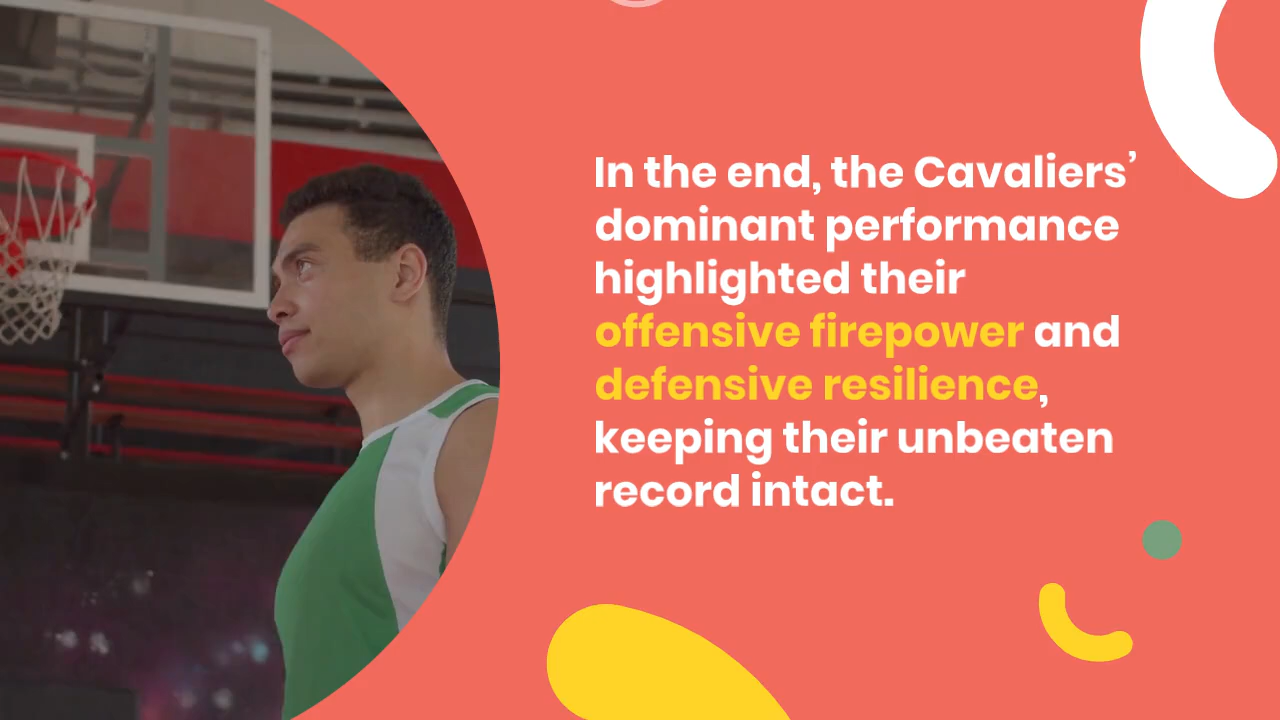 In the end, the Cavaliers’
dominant performance
highlighted their
offensive firepower and
defensive resilience,
keeping their unbeaten
record intact.